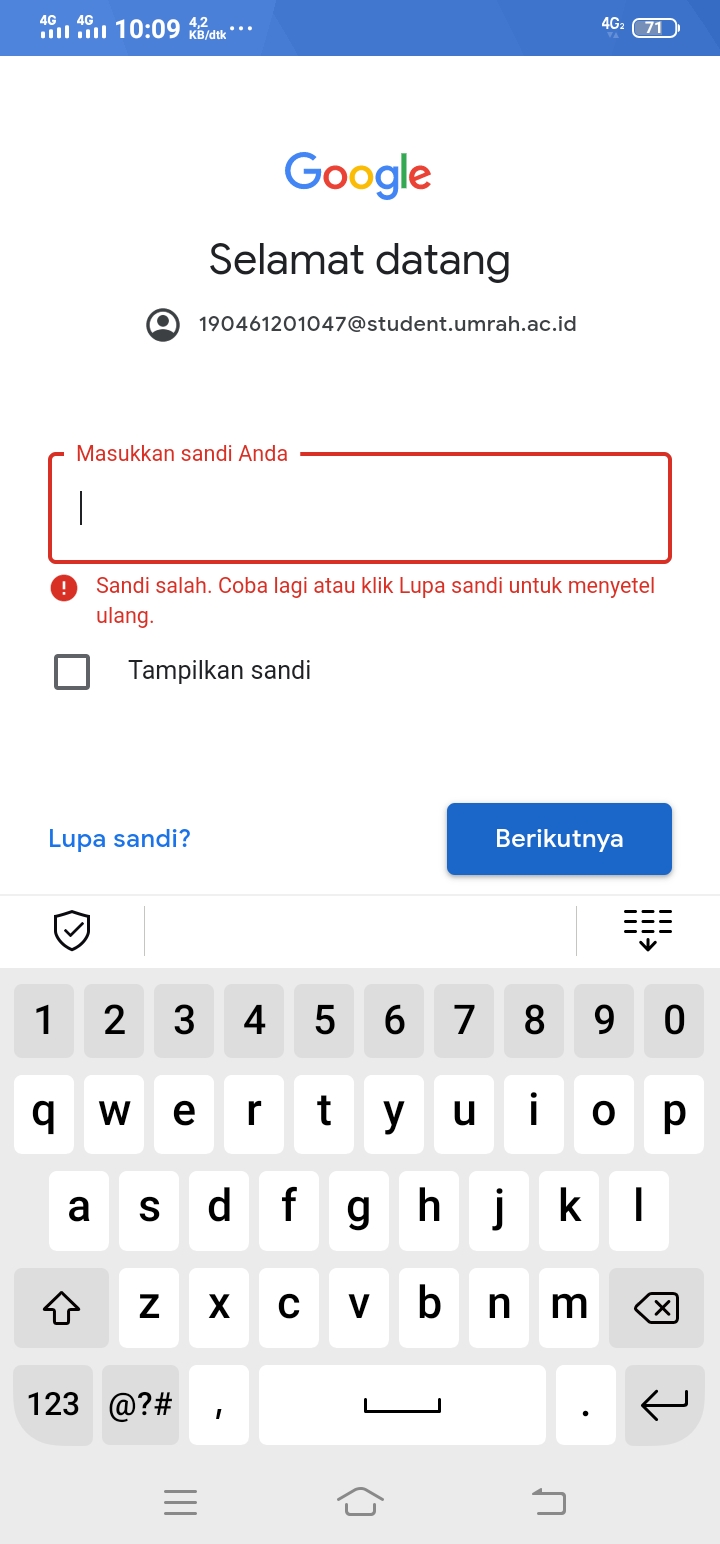 4G 4G 10:09 4,2 KB/dtk ... 4G2 71
Google
Selamat datang
190461201047@student.umrah.ac.id
Masukkan sandi Anda
Sandi salah. Coba lagi atau klik Lupa sandi untuk menyetel
ulang.
Tampilkan sandi
Lupa sandi?
Berikutnya
1 2 3 4 5 6 7 8 9 0
q w e r t y u i o p
a s d f g h j k l
z x c v b n m
123 @?# , .